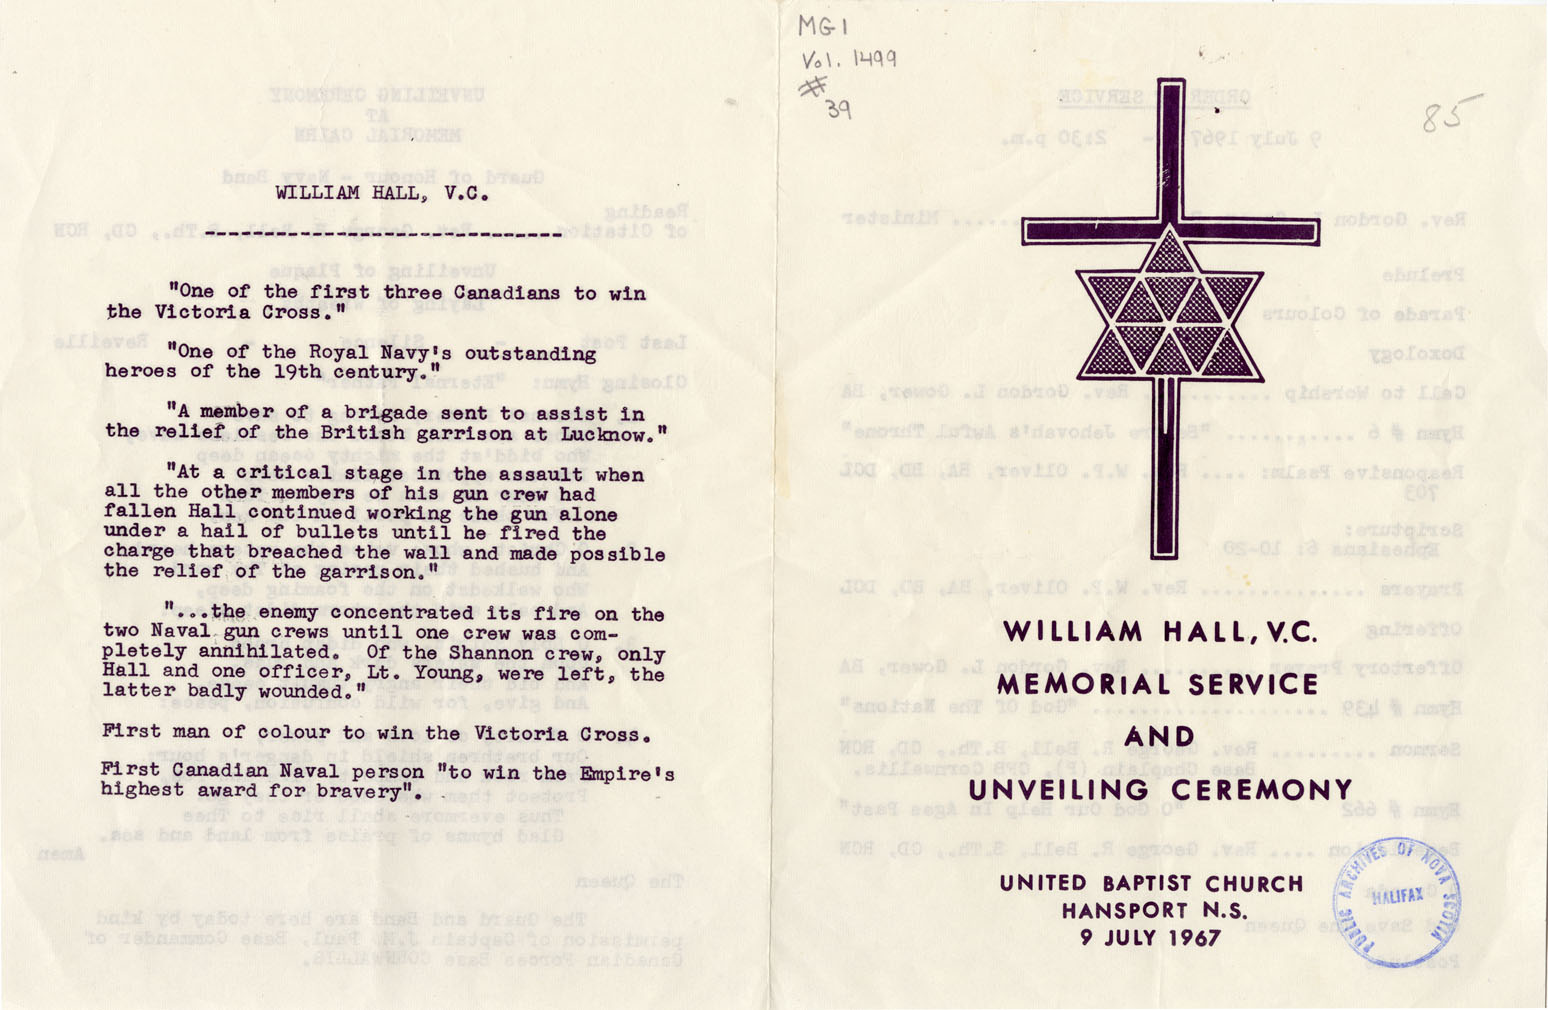 WILLIAM HALL, V.C.
"One of the first three Canadians to win
the Victoria Cross."
"One of the Royal Navy's outstanding
heroes of the 19th century."
"A member of a brigade sent to assist in
the relief of the British garrison at Lucknow."
"At a critical stage in the assault when
all the other members of his gun crew had
fallen Hall continued working the gun alone
under a hail of bullets until he fired the
charge that breached the wall and made possible
the relief of the garrison."
"...the enemy concentrated its fire on the
two Naval gun crews until one crew was com-
pletely annihilated. Of the Shannon crew, only
Hall and one officer, Lt. Young, were left, the
latter badly wounded."
First man of colour to win the Victoria Cross.
First Canadian Naval person "to win the Empire's
highest award for bravery".
MG1
Vol. 1499
#
39
85
WILLIAM HALL, V.C.
MEMORIAL SERVICE
AND
UNVEILING CEREMONY
UNITED BAPTIST CHURCH
HANSPORT N.S.
9 JULY 1967
PUBLIC ARCHIVES OF NOVA SCOTIA
HALIFAX